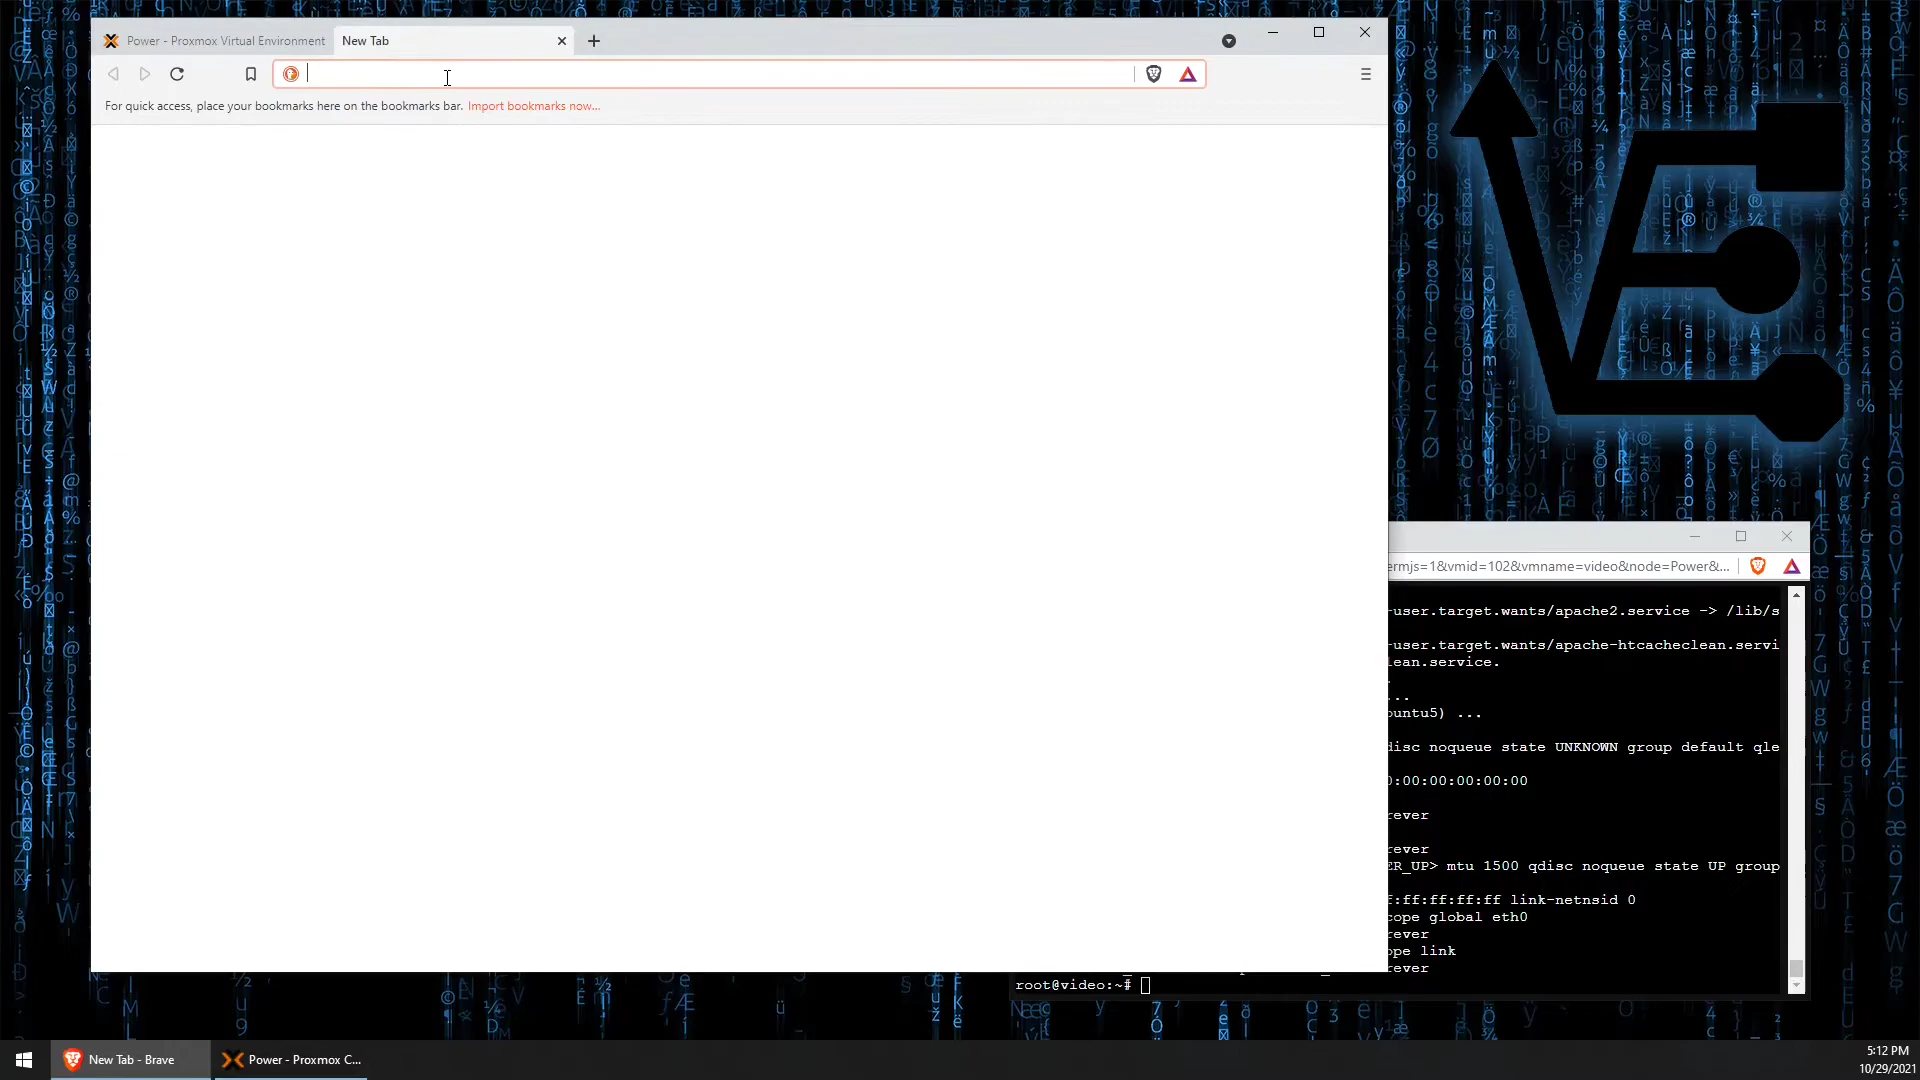 Power - Proxmox Virtual Environment
New Tab
For quick access, place your bookmarks here on the bookmarks bar. Import bookmarks now...
ermjs=1&vmid=102&vmname=video&node=Power&...
-user.target.wants/apache2.service -> /lib/s
-user.target.wants/apache-htcacheclean.servi
lean.service.
.
...
buntu5) ...
disc noqueue state UNKNOWN group default qle
0:00:00:00:00:00
rever
rever
ER_UP> mtu 1500 qdisc noqueue state UP group
f:ff:ff:ff:ff link-netnsid 0
cope global eth0
rever
ope link
rever
root@video:~#
New Tab - Brave
Power - Proxmox C...
5:12 PM
10/29/2021